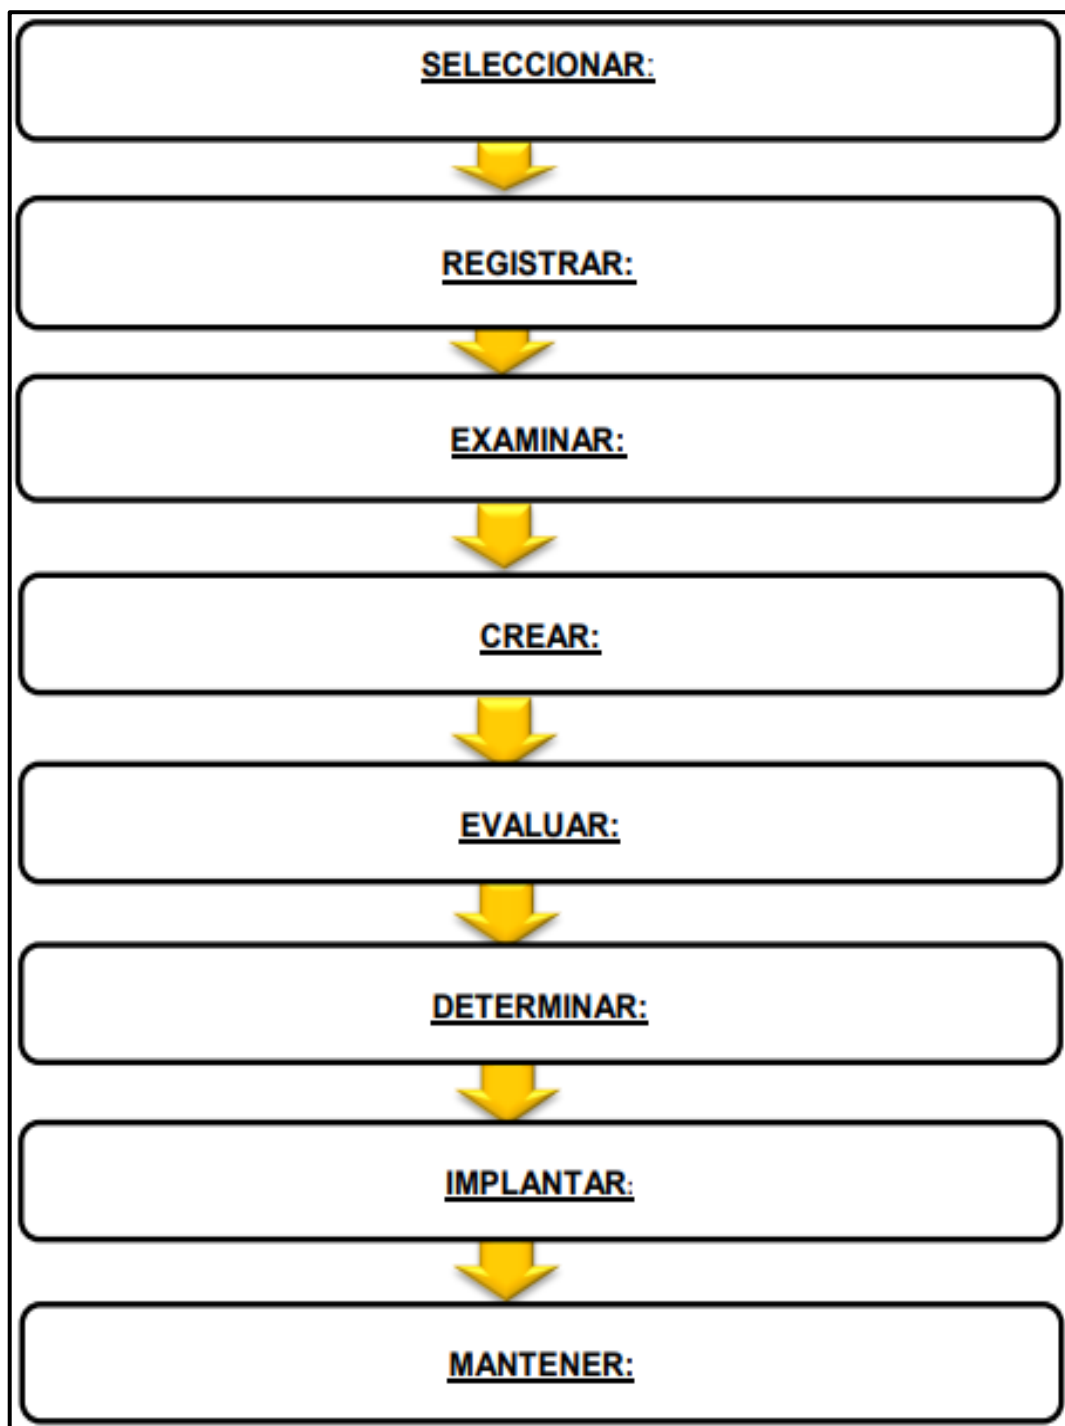 SELECCIONAR:
REGISTRAR:
EXAMINAR:
CREAR:
EVALUAR:
DETERMINAR:
IMPLANTAR:
MANTENER: